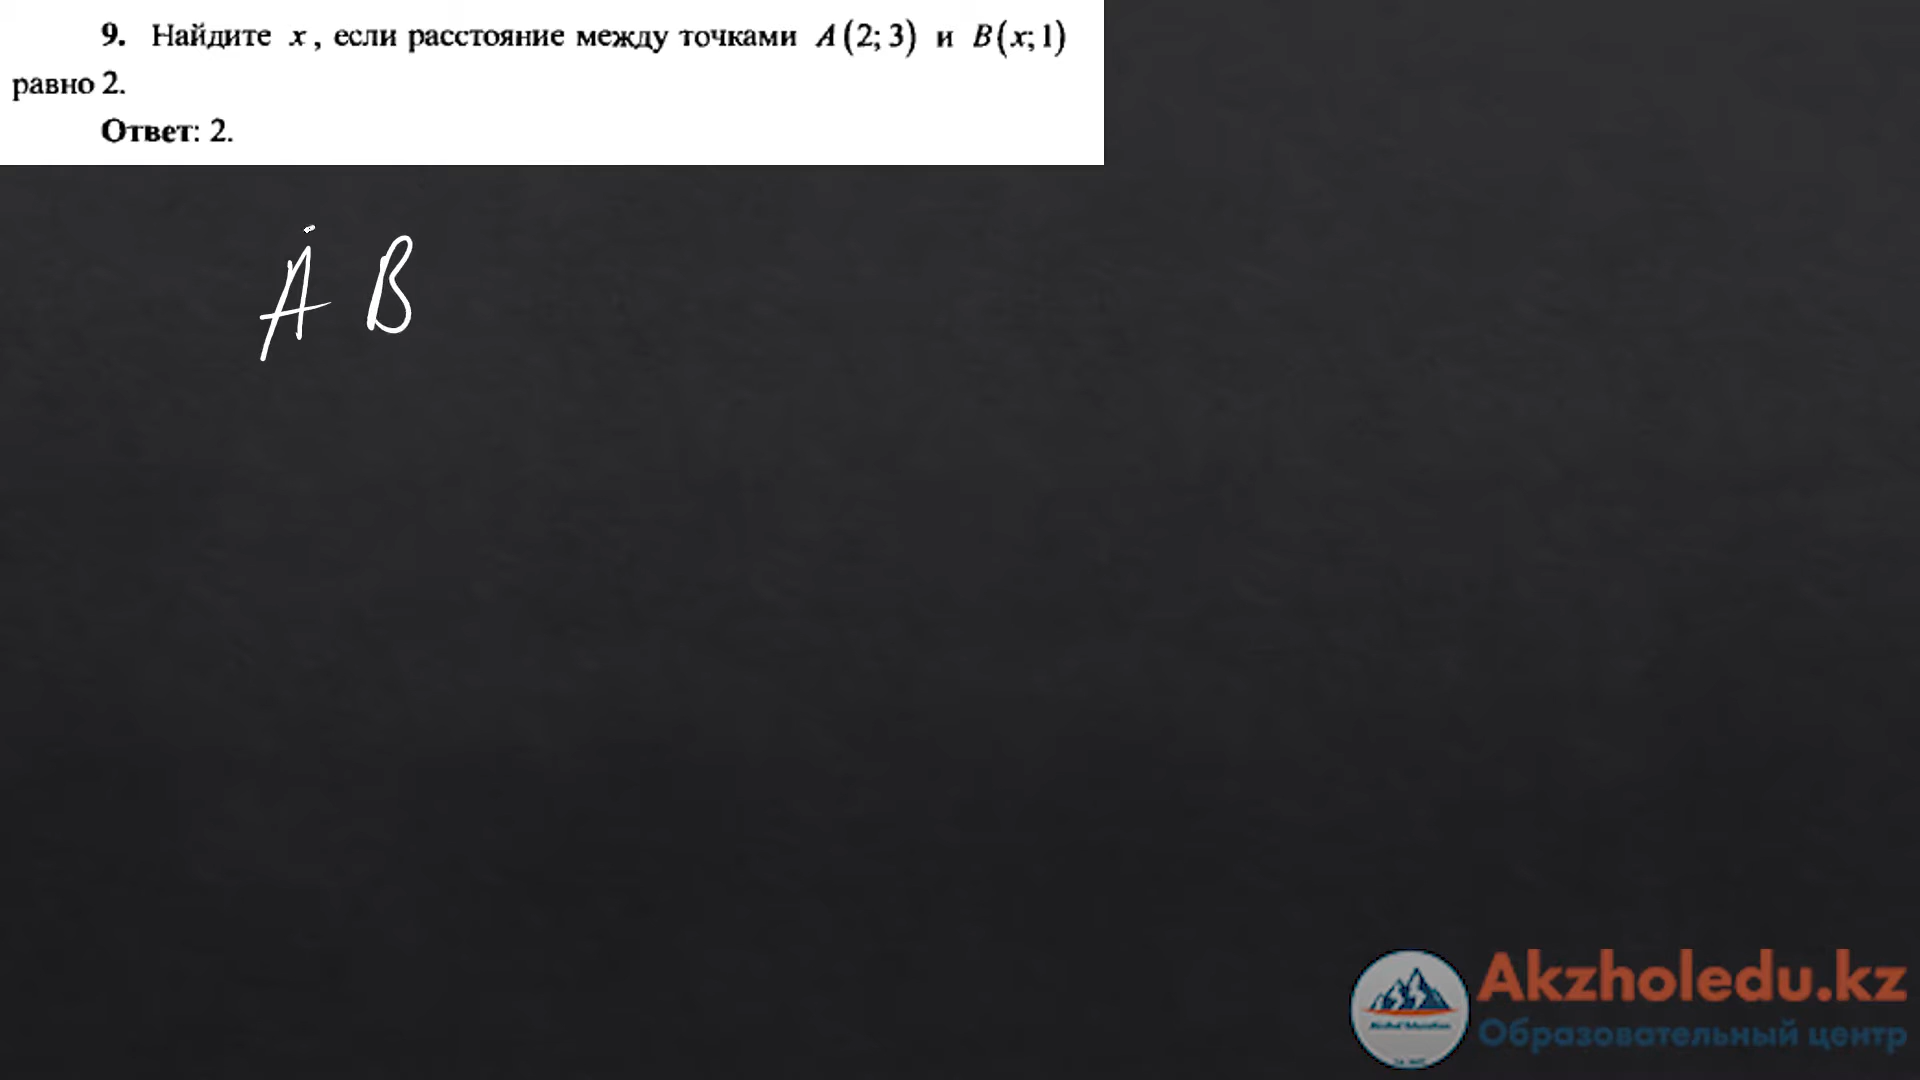 9. Найдите x, если расстояние между точками A(2; 3) и B(x; 1)
равно 2.
Ответ: 2.
A B
Akzholedu.kz
Образовательный центр